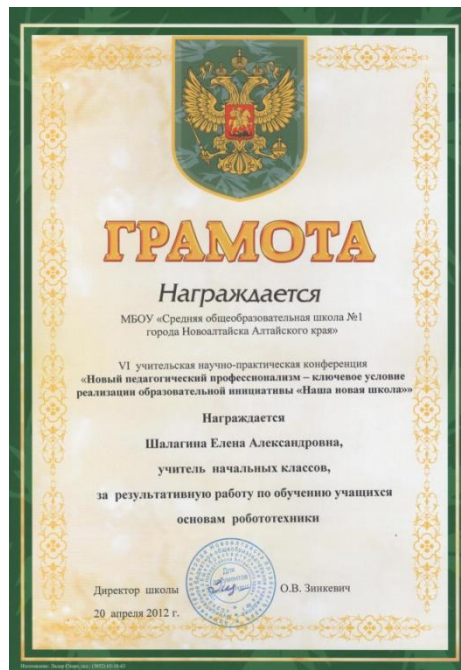 ГРАМОТА
Награждается
МБОУ «Средняя общеобразовательная школа №1
города Новоалтайска Алтайского края»
VI учительская научно-практическая конференция
«Новый педагогический профессионализм – ключевое условие
реализации образовательной инициативы «Наша новая школа»»
Награждается
Шалагина Елена Александровна,
учитель начальных классов,
за результативную работу по обучению учащихся
основам робототехники
Директор школы
О.В. Зинкевич
Для
документов
20 апреля 2012 г.